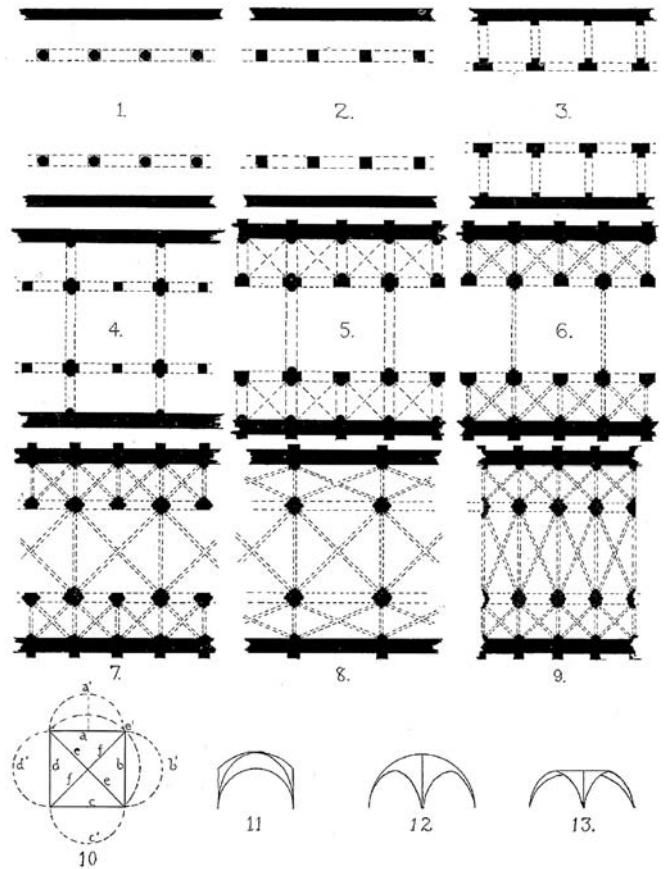 1. 2. 3.
4. 5. 6.
7. 8. 9.
a'
a e'
e f
d' d b b'
f e
c
c'
10 11 12 13.